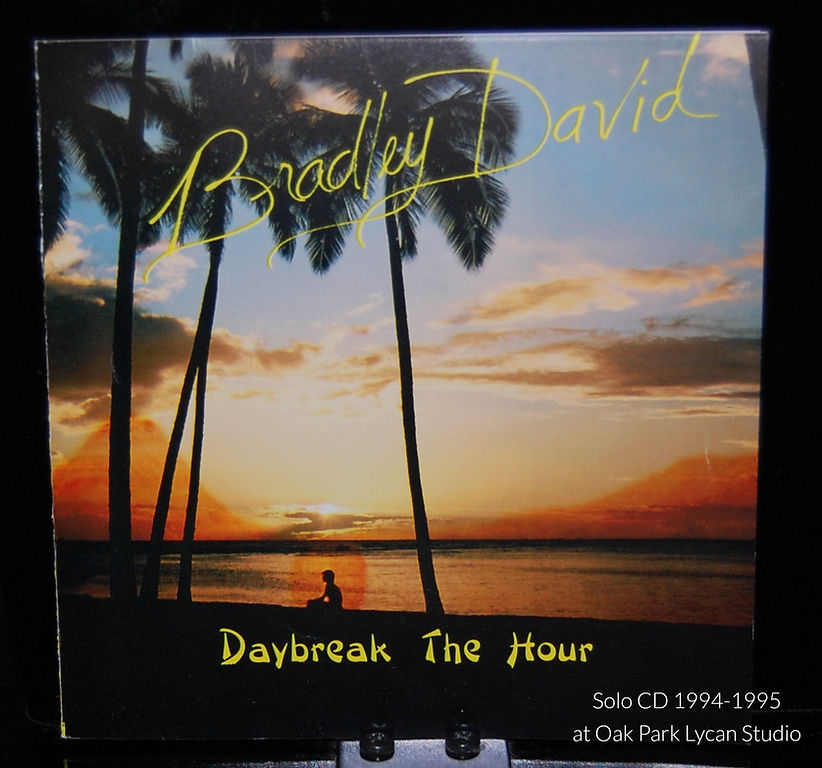 Bradley David
Daybreak The Hour
Solo CD 1994-1995
at Oak Park Lycan Studio